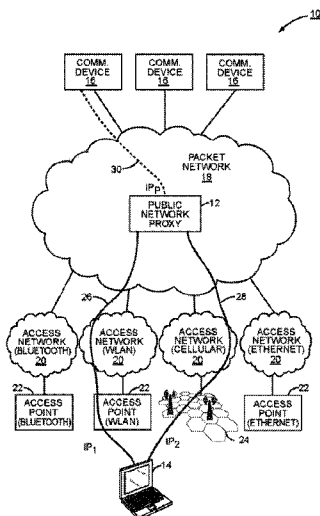 10
COMM. DEVICE 16
COMM. DEVICE 16
COMM. DEVICE 16
PACKET NETWORK 18
30
IPP
PUBLIC NETWORK PROXY
12
26
28
ACCESS NETWORK (BLUETOOTH) 20
ACCESS NETWORK (WLAN) 20
ACCESS NETWORK (CELLULAR) 20
ACCESS NETWORK (ETHERNET) 20
22
22
22
ACCESS POINT (BLUETOOTH)
ACCESS POINT (WLAN)
24
ACCESS POINT (ETHERNET)
IP1
IP2
14